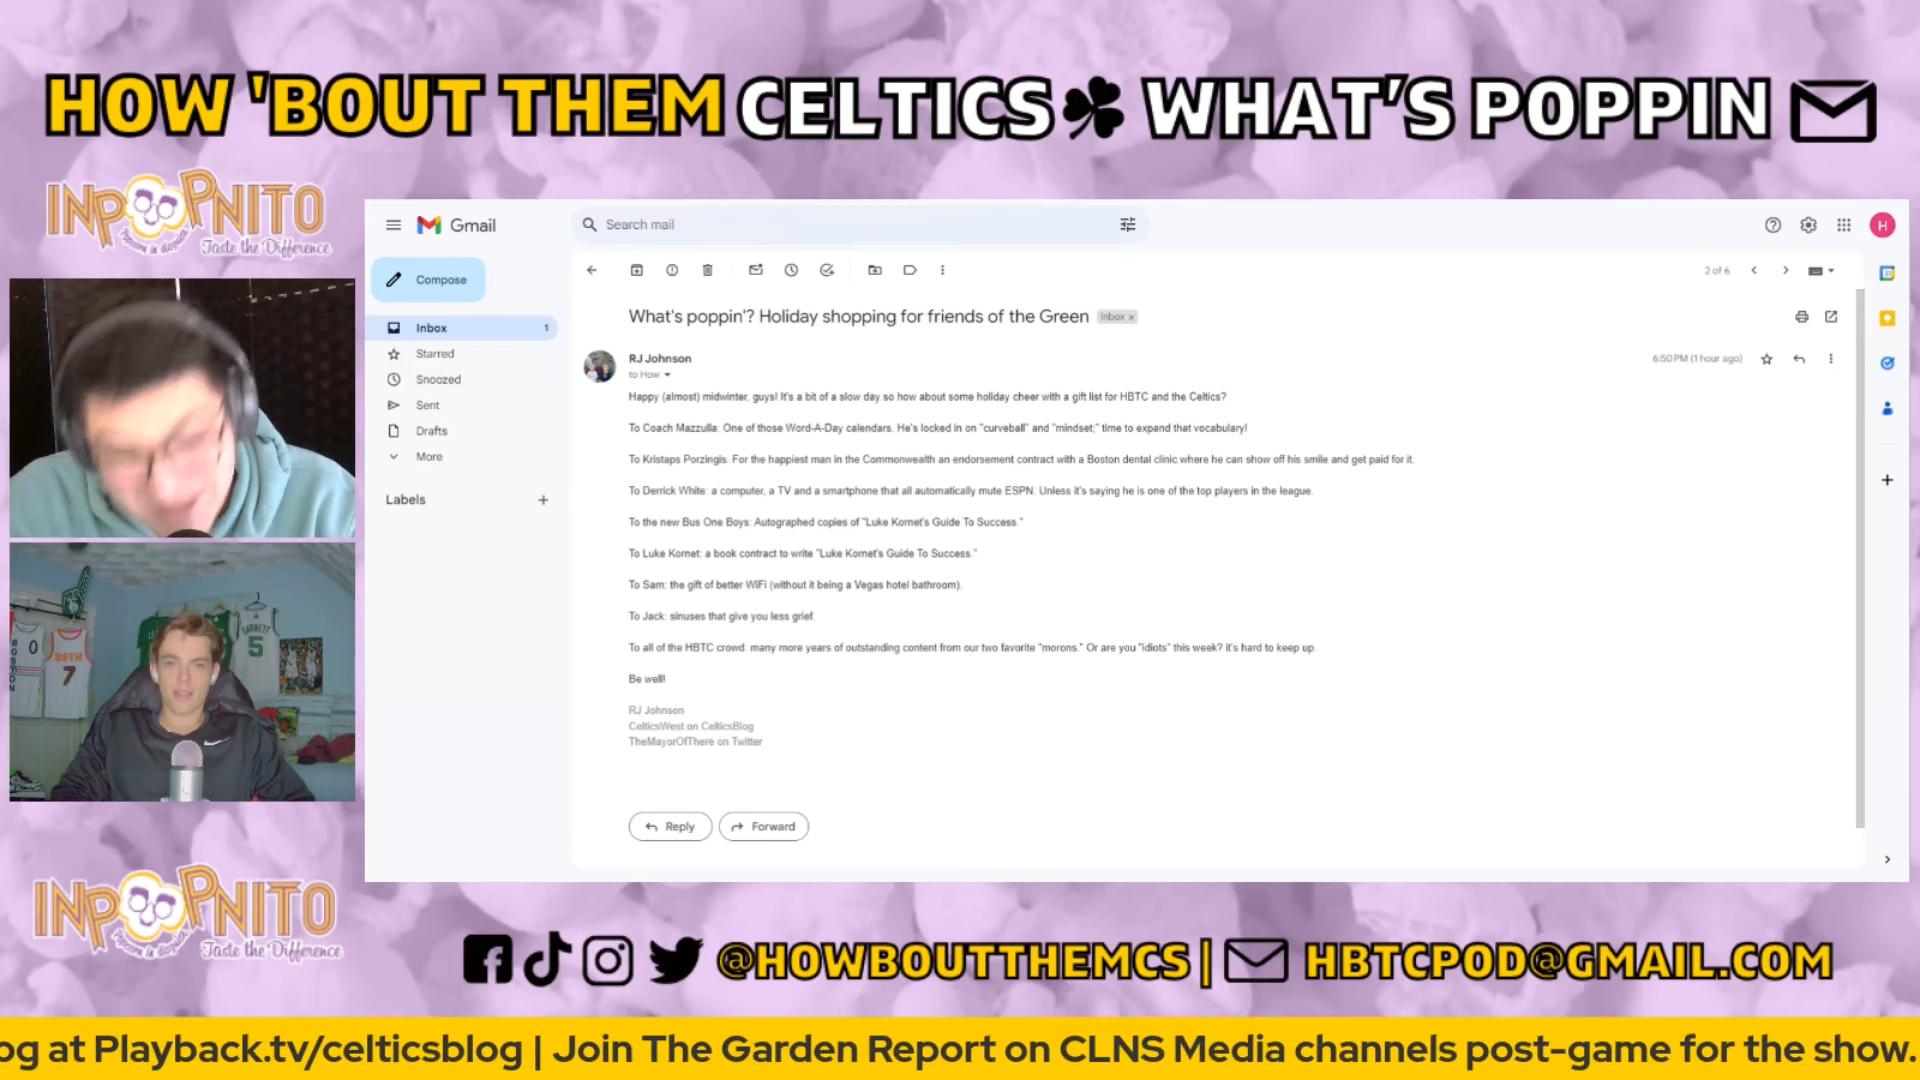 HOW 'BOUT THEM CELTICS WHAT'S POPPIN
INPOPNITO
Popcorn in disguise
Taste the Difference
Gmail
Search mail
H
Compose
2 of 6
Inbox 1
Starred
Snoozed
Sent
Drafts
More
Labels
What's poppin'? Holiday shopping for friends of the Green Inbox x
RJ Johnson
6:50 PM (1 hour ago)
to How
Happy (almost) midwinter, guys! It's a bit of a slow day so how about some holiday cheer with a gift list for HBTC and the Celtics?
To Coach Mazzulla: One of those Word-A-Day calendars. He's locked in on "curveball" and "mindset;" time to expand that vocabulary!
To Kristaps Porzingis: For the happiest man in the Commonwealth an endorsement contract with a Boston dental clinic where he can show off his smile and get paid for it.
To Derrick White: a computer, a TV and a smartphone that all automatically mute ESPN. Unless it's saying he is one of the top players in the league.
To the new Bus One Boys: Autographed copies of "Luke Kornet's Guide To Success."
To Luke Kornet: a book contract to write "Luke Kornet's Guide To Success."
To Sam: the gift of better WiFi (without it being a Vegas hotel bathroom).
To Jack: sinuses that give you less grief.
To all of the HBTC crowd: many more years of outstanding content from our two favorite "morons." Or are you "idiots" this week? it's hard to keep up.
Be well!
RJ Johnson
CelticsWest on CelticsBlog
TheMayorOfThere on Twitter
Reply
Forward
BOSTON
0
BSTN
7
GARNETT
5
INPOPNITO
Taste the Difference
@HOWBOUTTHEMCS | HBTCPOD@GMAIL.COM
og at Playback.tv/celticsblog | Join The Garden Report on CLNS Media channels post-game for the show.